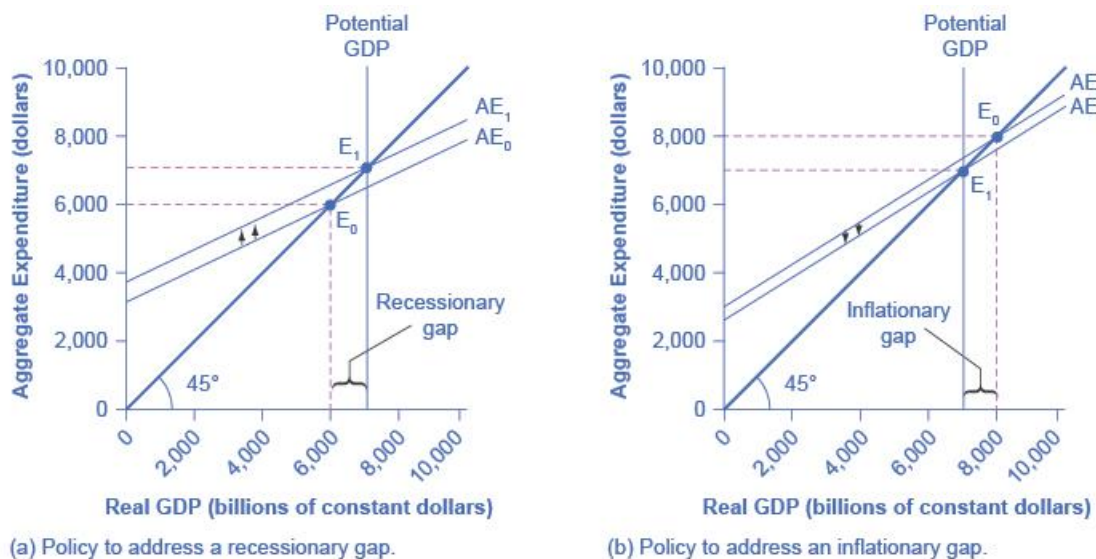 Potential
GDP
10,000
8,000
6,000
4,000
2,000
0
Aggregate Expenditure (dollars)
AE1
AE0
E1
E0
Recessionary
gap
45°
0
2,000
4,000
6,000
8,000
10,000
Real GDP (billions of constant dollars)
(a) Policy to address a recessionary gap.
Potential
GDP
10,000
8,000
6,000
4,000
2,000
0
Aggregate Expenditure (dollars)
AE
AE
E0
E1
Inflationary
gap
45°
0
2,000
4,000
6,000
8,000
10,000
Real GDP (billions of constant dollars)
(b) Policy to address an inflationary gap.